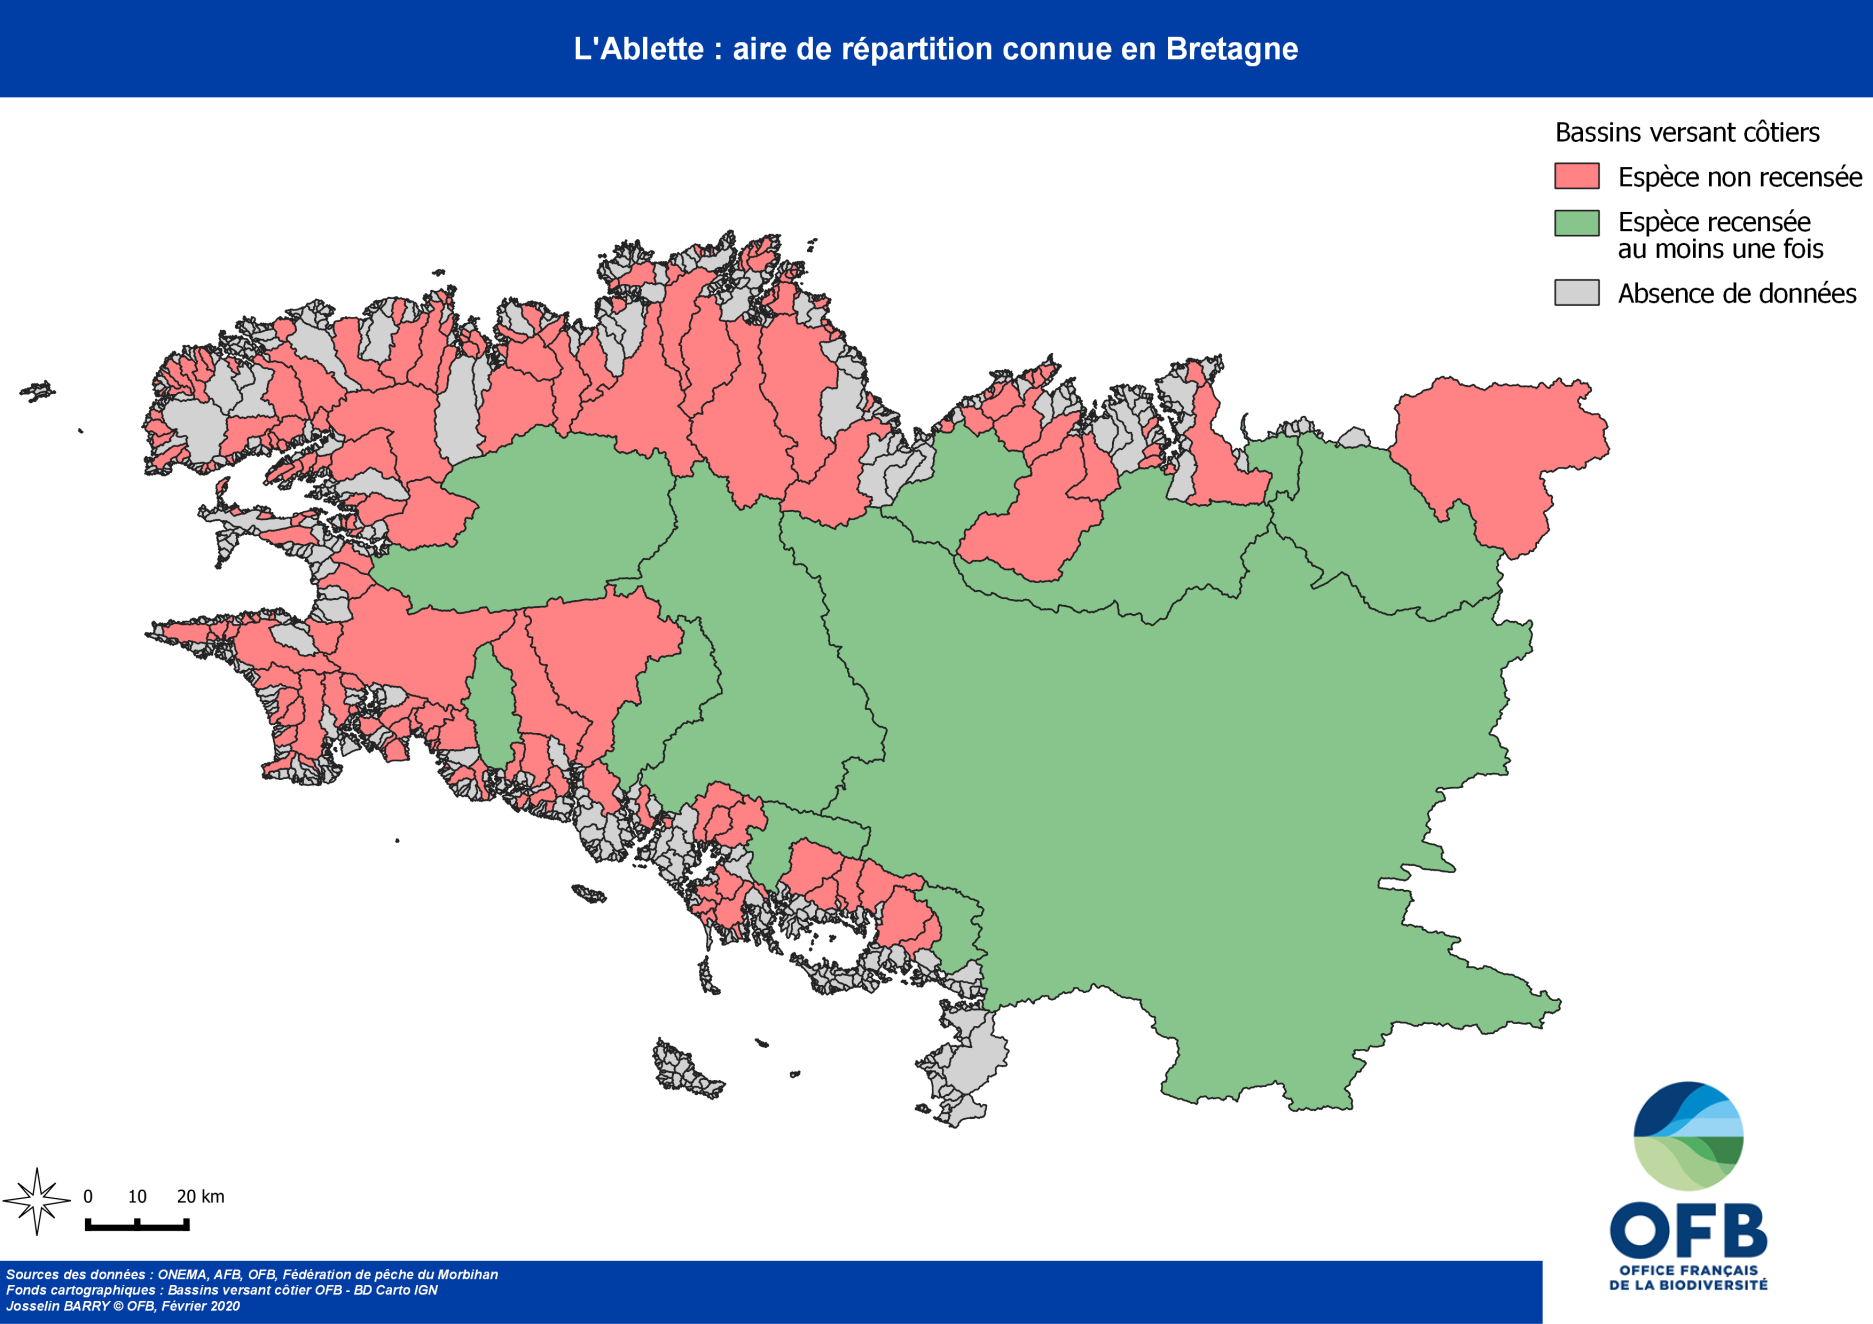 L'Ablette : aire de répartition connue en Bretagne
Bassins versant côtiers
Espèce non recensée
Espèce recensée
au moins une fois
Absence de données
0 10 20 km
Sources des données : ONEMA, AFB, OFB, Fédération de pêche du Morbihan
Fonds cartographiques : Bassins versant côtier OFB - BD Carto IGN
Josselin BARRY © OFB, Février 2020
OFB
OFFICE FRANÇAIS
DE LA BIODIVERSITÉ